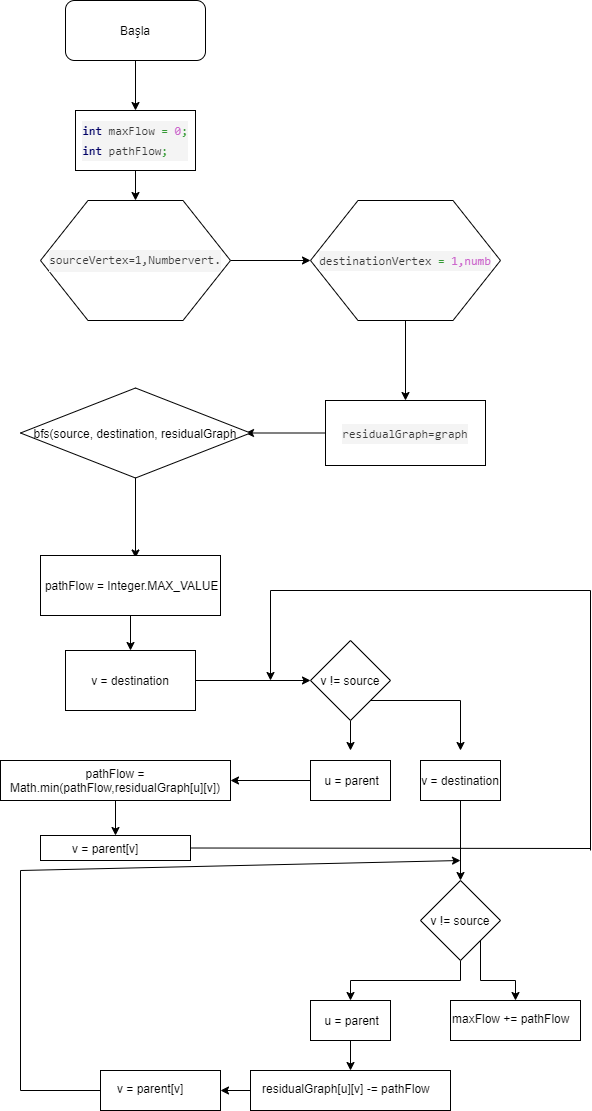 Başla
int maxFlow = 0;
int pathFlow;
sourceVertex=1,Numbervert.
destinationVertex = 1,numb
residualGraph=graph
bfs(source, destination, residualGraph
pathFlow = Integer.MAX_VALUE
v = destination
v != source
u = parent
v = destination
pathFlow =
Math.min(pathFlow,residualGraph[u][v])
v = parent[v]
v != source
u = parent
maxFlow += pathFlow
residualGraph[u][v] -= pathFlow
v = parent[v]